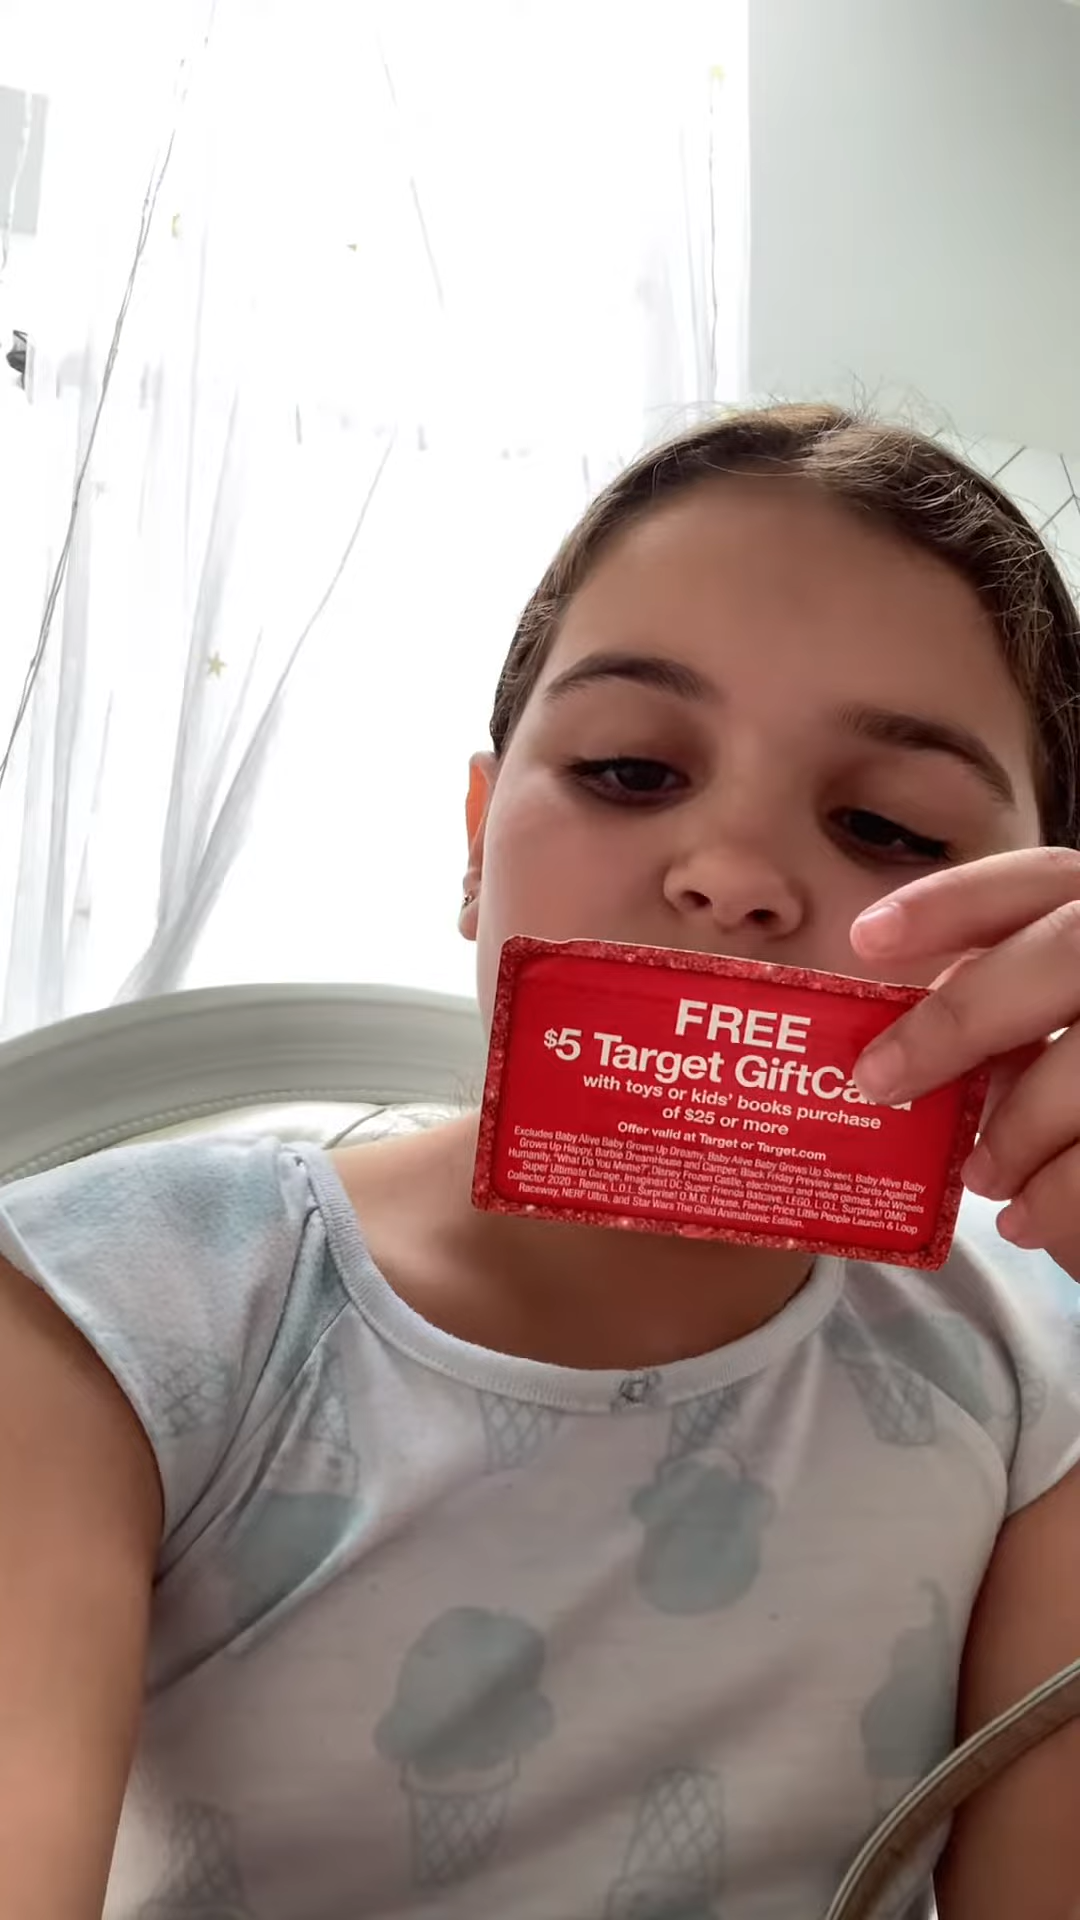 FREE
$5 Target GiftCard
with toys or kids' books purchase
of $25 or more
Offer valid at Target or Target.com
Excludes Baby Alive Baby Grows Up Dreamy, Baby Alive Baby Grows Up Sweet, Baby Alive Baby
Grows Up Happy, Barbie DreamHouse and Camper, Black Friday Preview sale, Cards Against
Humanity, "What Do You Meme?", Disney Frozen Castle, electronics and video games, Hot Wheels
Super Ultimate Garage, Imaginext DC Super Friends Batcave, LEGO, L.O.L. Surprise! OMG
Collector 2020 - Remix, L.O.L. Surprise! O.M.G. House, Fisher-Price Little People Launch & Loop
Raceway, NERF Ultra, and Star Wars The Child Animatronic Edition.